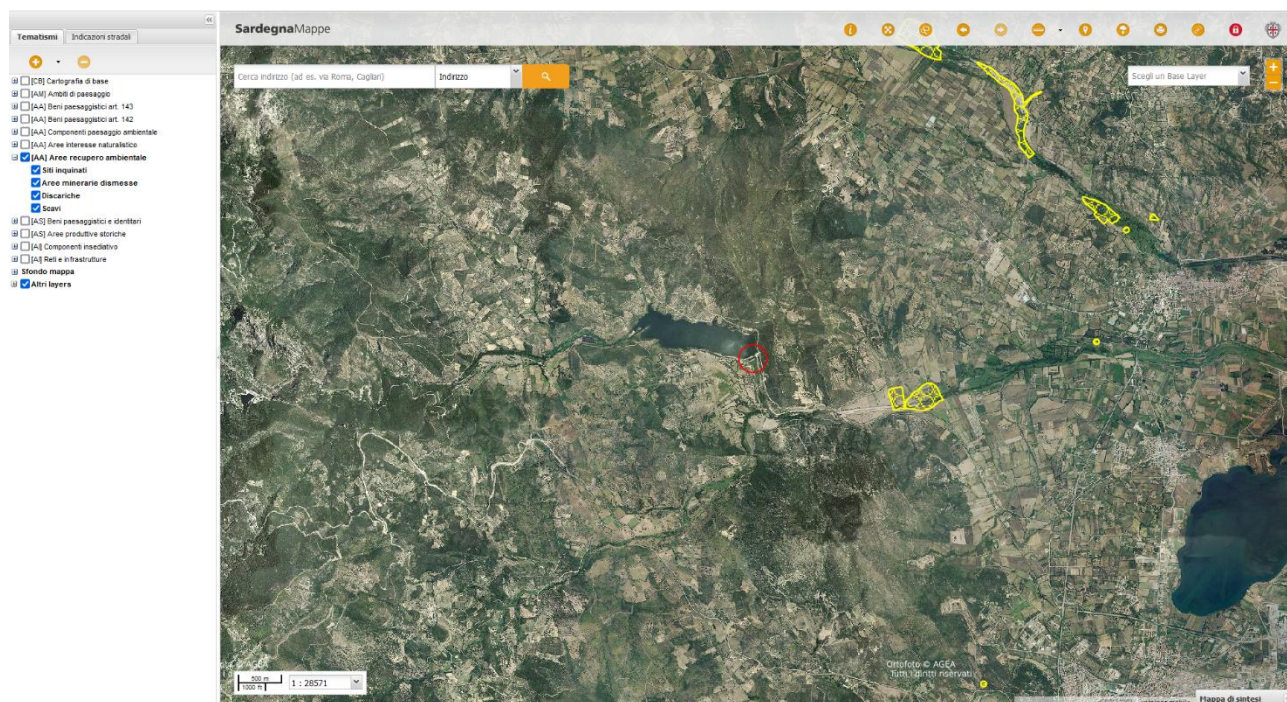 SardegnaMappe
Tematismi
Indicazioni stradali
Cerca indirizzo (ad es. via Roma, Cagliari)
Indirizzo
Scegli un Base Layer
[CB] Cartografia di base
[AM] Ambiti di paesaggio
[AA] Beni paesaggistici art. 143
[AA] Beni paesaggistici art. 142
[AA] Componenti paesaggio ambientale
[AA] Aree interesse naturalistico
[AA] Aree recupero ambientale
Siti inquinati
Aree minerarie dismesse
Discariche
Scavi
[AS] Beni paesaggistici e identitari
[AS] Aree produttive storiche
[AI] Componenti insediativo
[AI] Reti e infrastrutture
Sfondo mappa
Altri layers
Ortofoto © AGEA
Tutti i diritti riservati
500 m
1000 ft
1 : 28571
Mappa di sintesi